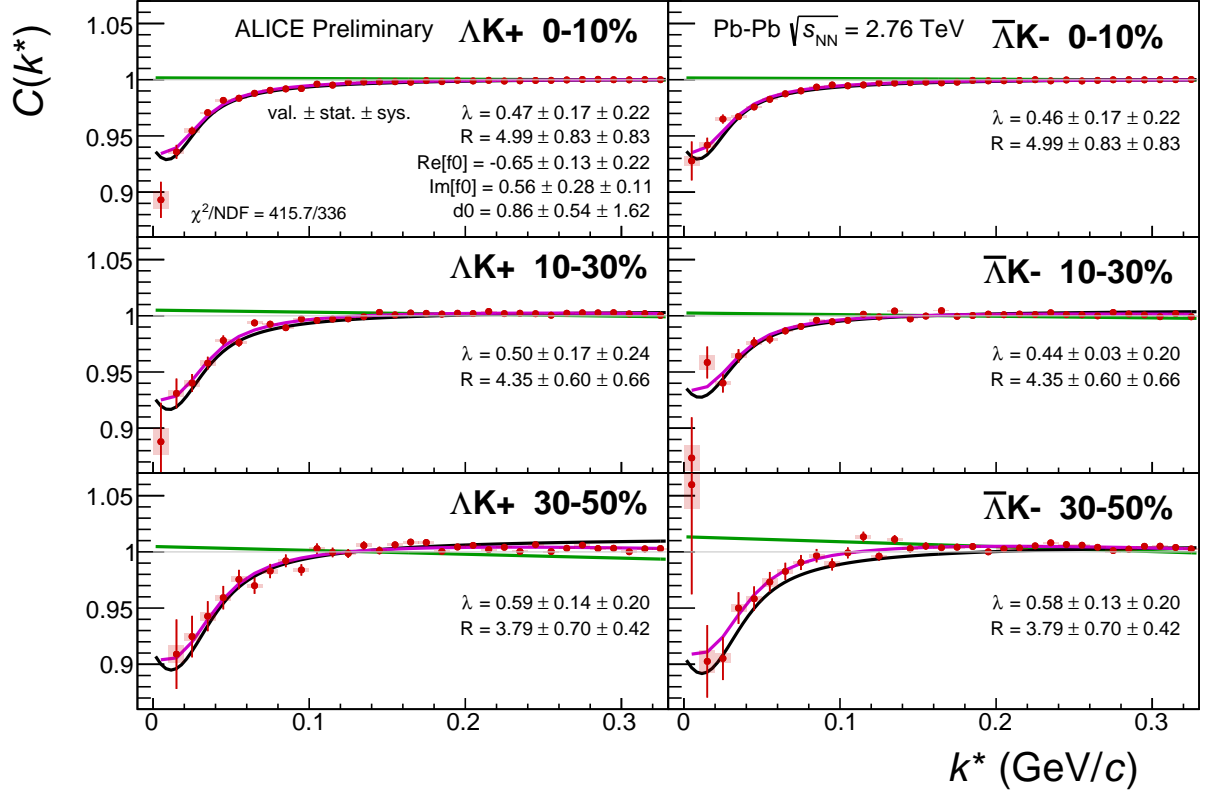 C(k*)
ALICE Preliminary ΛK+ 0-10%
val. ± stat. ± sys.
λ = 0.47 ± 0.17 ± 0.22
R = 4.99 ± 0.83 ± 0.83
Re[f0] = -0.65 ± 0.13 ± 0.22
Im[f0] = 0.56 ± 0.28 ± 0.11
d0 = 0.86 ± 0.54 ± 1.62
χ²/NDF = 415.7/336
1.05
1
0.95
0.9
Pb-Pb √sNN = 2.76 TeV Λ̅K- 0-10%
λ = 0.46 ± 0.17 ± 0.22
R = 4.99 ± 0.83 ± 0.83
ΛK+ 10-30%
λ = 0.50 ± 0.17 ± 0.24
R = 4.35 ± 0.60 ± 0.66
1.05
1
0.95
0.9
Λ̅K- 10-30%
λ = 0.44 ± 0.03 ± 0.20
R = 4.35 ± 0.60 ± 0.66
ΛK+ 30-50%
λ = 0.59 ± 0.14 ± 0.20
R = 3.79 ± 0.70 ± 0.42
1.05
1
0.95
0.9
Λ̅K- 30-50%
λ = 0.58 ± 0.13 ± 0.20
R = 3.79 ± 0.70 ± 0.42
0 0.1 0.2 0.3
0 0.1 0.2 0.3
k* (GeV/c)